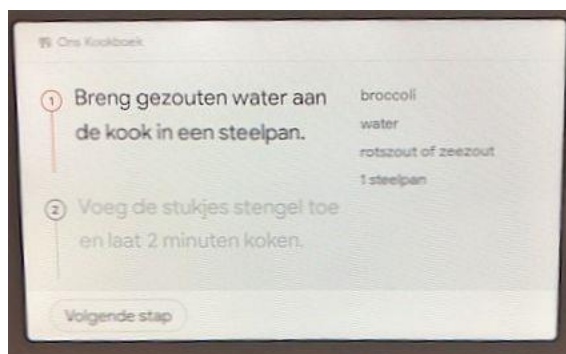 Ons Kookboek
1 Breng gezouten water aan
de kook in een steelpan.
broccoli
water
rotszout of zeezout
1 steelpan
2 Voeg de stukjes stengel toe
en laat 2 minuten koken.
Volgende stap